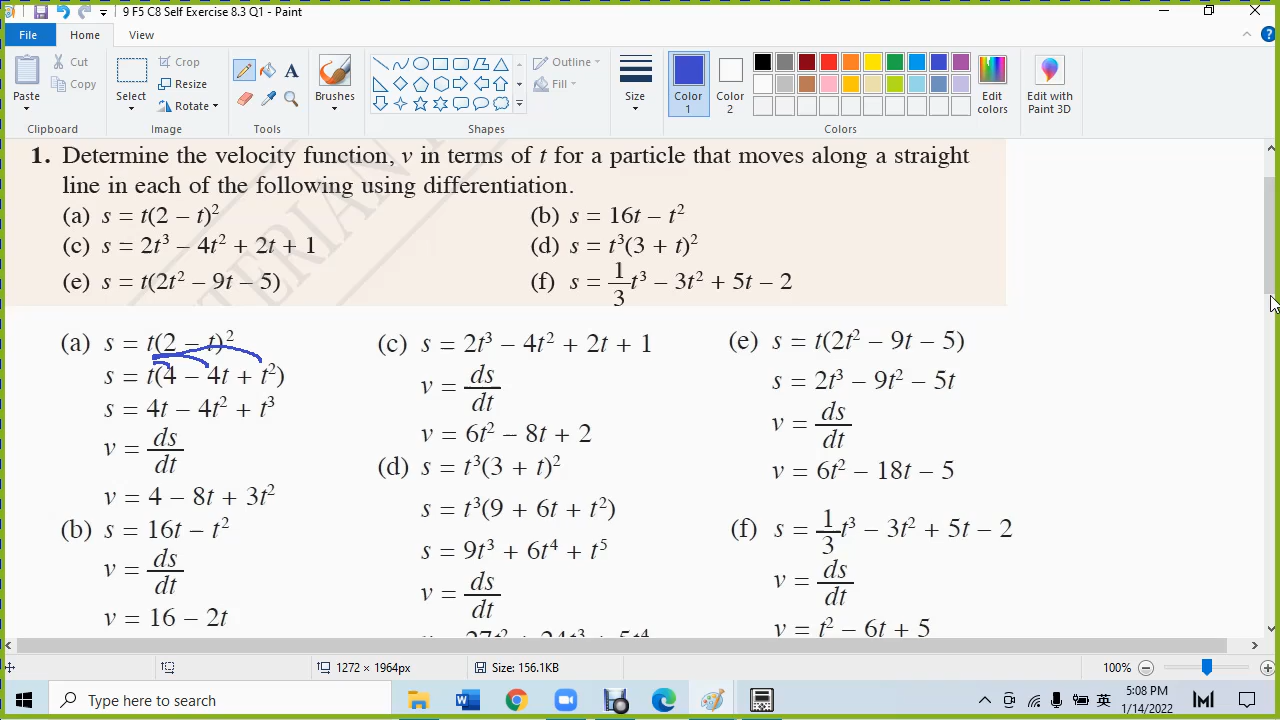 9 F5 C8 Self Exercise 8.3 Q1 - Paint
File Home View
Paste
Cut
Copy
Clipboard
Select
Crop
Resize
Rotate
Image
A
Tools
Brushes
Outline
Fill
Shapes
Size
Color 1
Color 2
Edit colors
Colors
Edit with Paint 3D
1. Determine the velocity function, v in terms of t for a particle that moves along a straight
line in each of the following using differentiation.
(a) s = t(2 − t)²
(b) s = 16t − t²
(c) s = 2t³ − 4t² + 2t + 1
(d) s = t³(3 + t)²
(e) s = t(2t² − 9t − 5)
(f) s = 1/3 t³ − 3t² + 5t − 2
(a) s = t(2 − t)²
s = t(4 − 4t + t²)
s = 4t − 4t² + t³
v = ds/dt
v = 4 − 8t + 3t²
(b) s = 16t − t²
v = ds/dt
v = 16 − 2t
(c) s = 2t³ − 4t² + 2t + 1
v = ds/dt
v = 6t² − 8t + 2
(d) s = t³(3 + t)²
s = t³(9 + 6t + t²)
s = 9t³ + 6t⁴ + t⁵
v = ds/dt
v = 27t² + 24t³ + 5t⁴
(e) s = t(2t² − 9t − 5)
s = 2t³ − 9t² − 5t
v = ds/dt
v = 6t² − 18t − 5
(f) s = 1/3 t³ − 3t² + 5t − 2
v = ds/dt
v = t² − 6t + 5
1272 × 1964px
Size: 156.1KB
100%
Type here to search
英
5:08 PM
1/14/2022